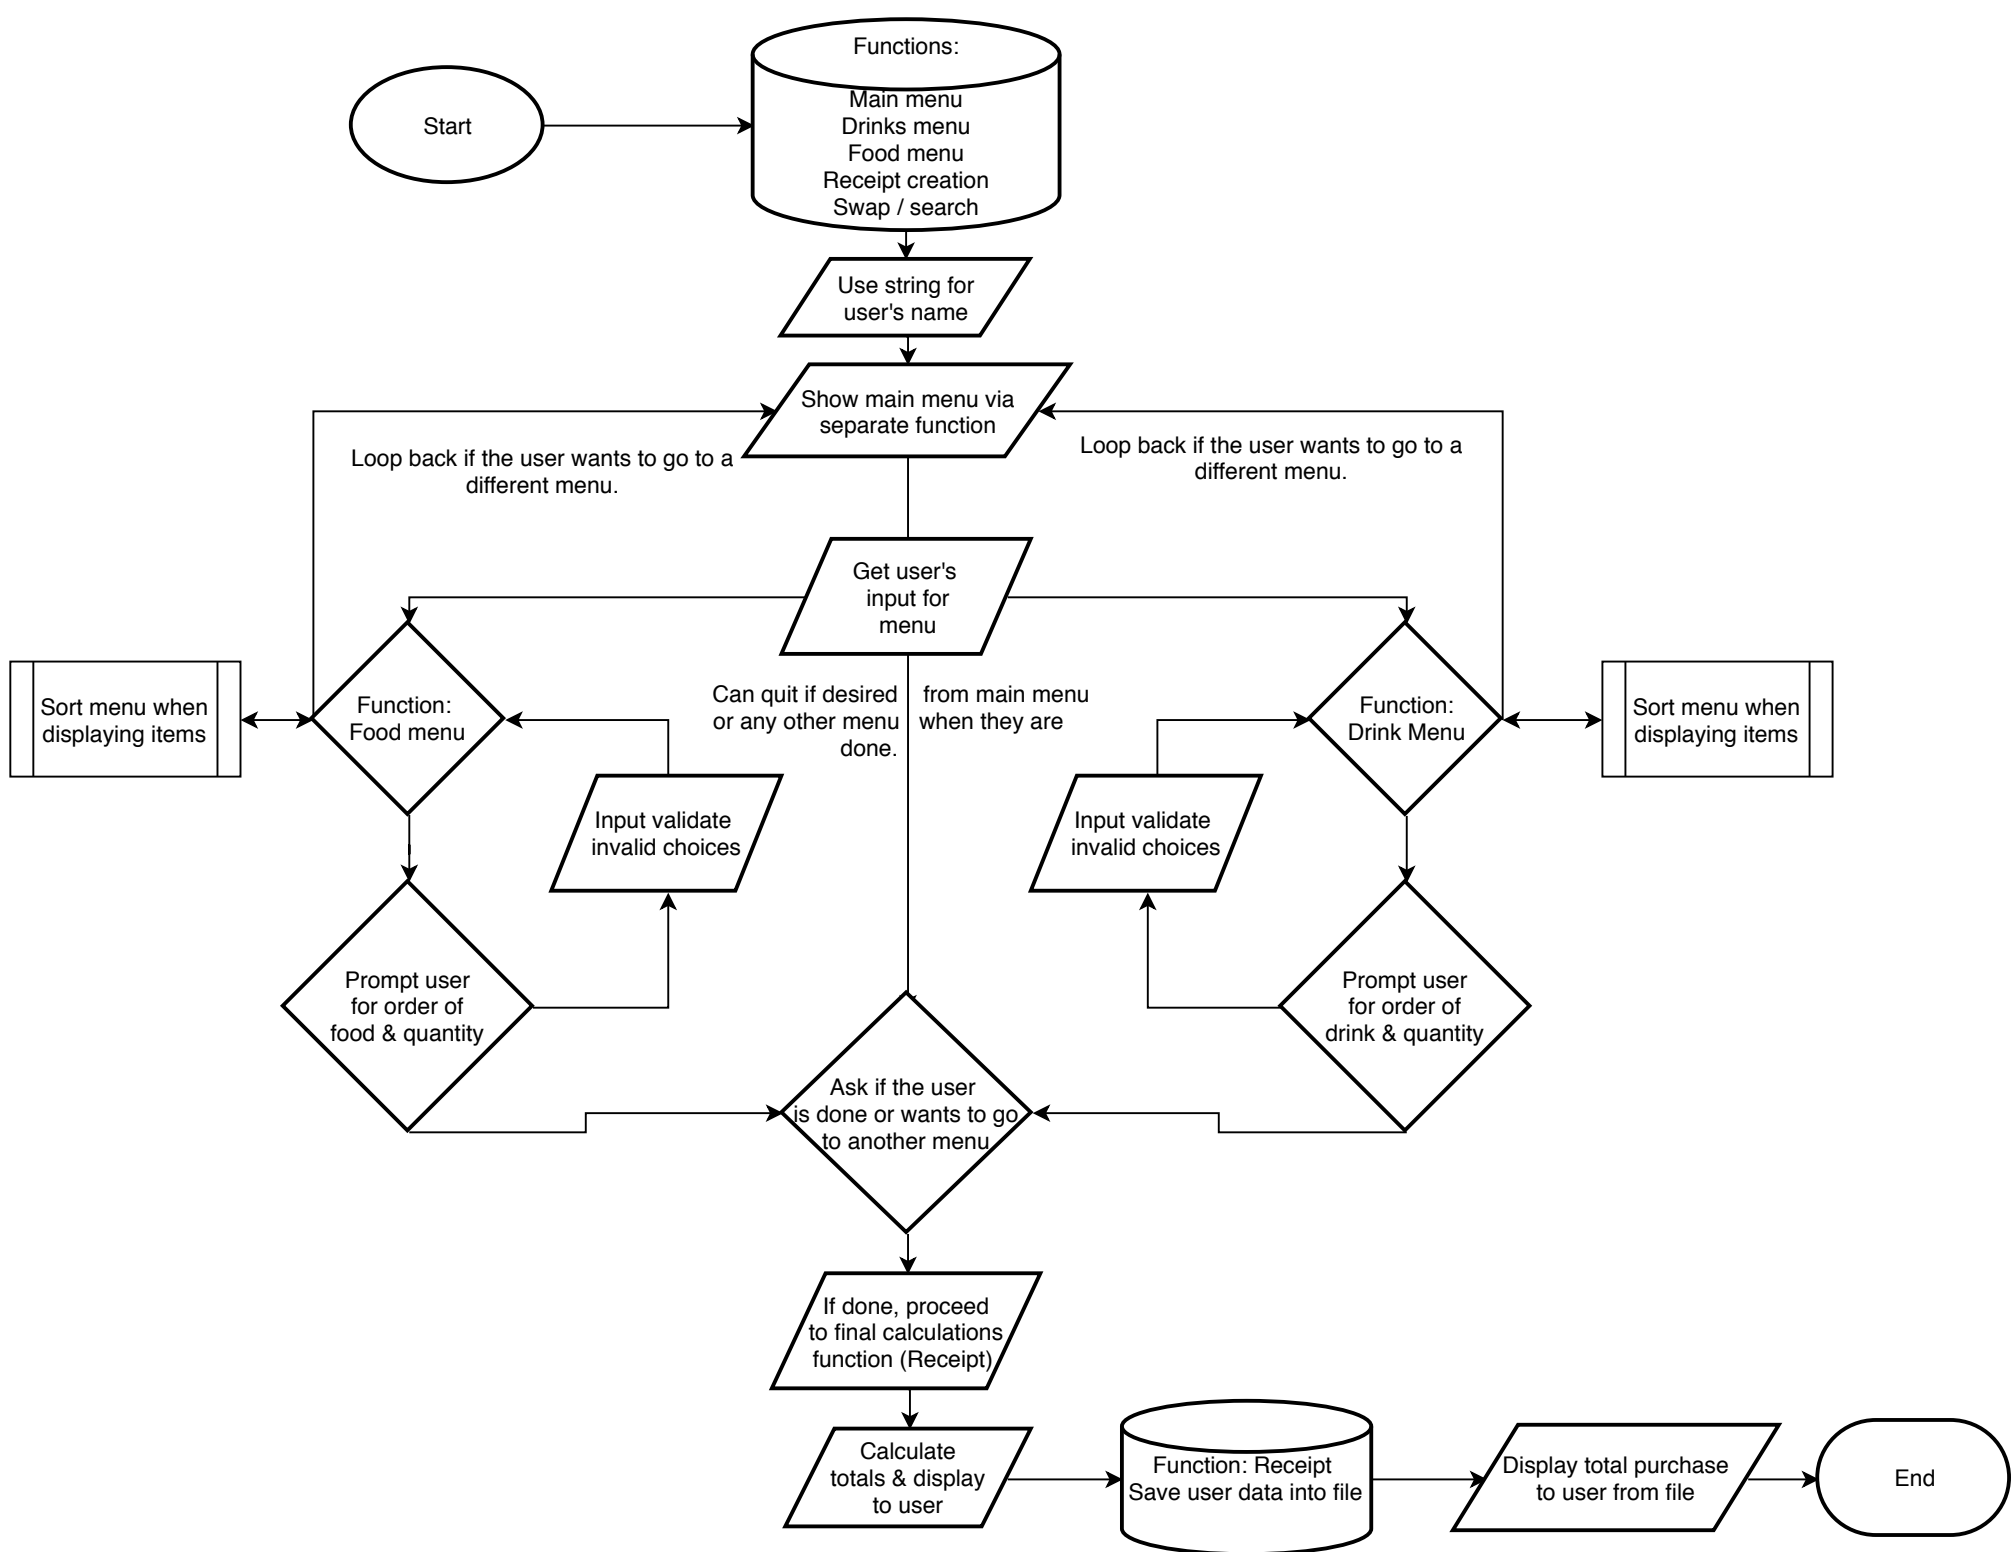 Functions:
Start
Main menu
Drinks menu
Food menu
Receipt creation
Swap / search
Use string for
user's name
Show main menu via
separate function
Loop back if the user wants to go to a
different menu.
Loop back if the user wants to go to a
different menu.
Get user's
input for
menu
Can quit if desired from main menu
or any other menu when they are
done.
Sort menu when
displaying items
Function:
Food menu
Function:
Drink Menu
Sort menu when
displaying items
Input validate
invalid choices
Input validate
invalid choices
Prompt user
for order of
food & quantity
Prompt user
for order of
drink & quantity
Ask if the user
is done or wants to go
to another menu.
If done, proceed
to final calculations
function (Receipt)
Calculate
totals & display
to user
Function: Receipt
Save user data into file
Display total purchase
to user from file
End